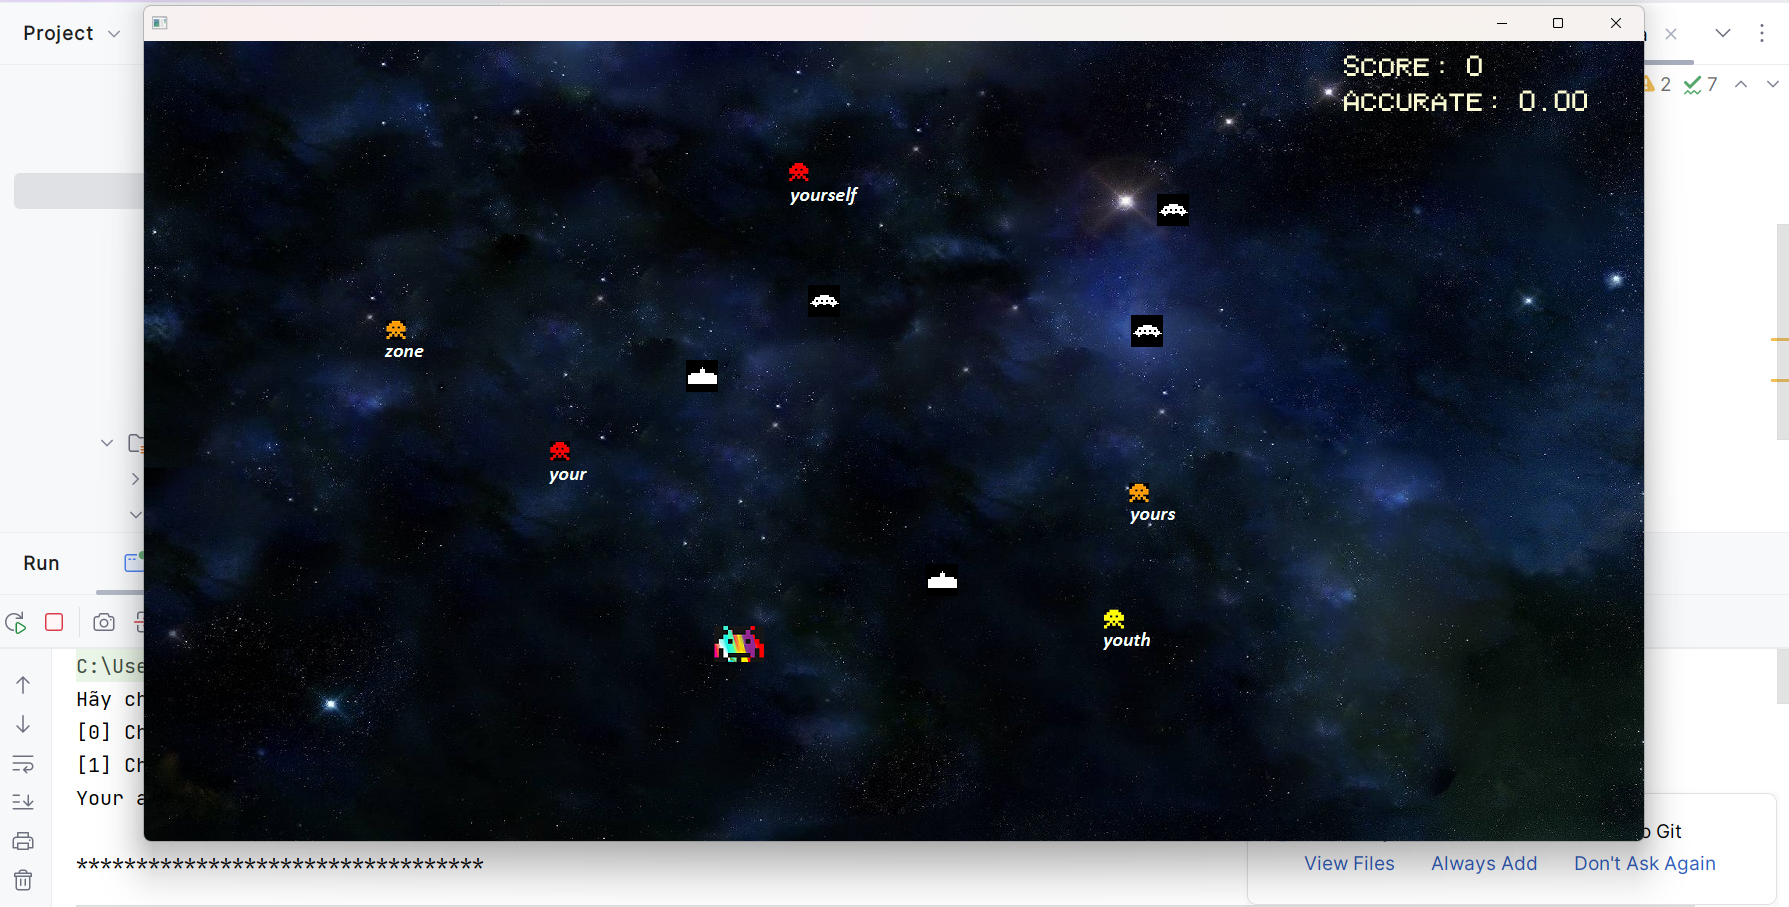 Project
2 7
SCORE: 0
ACCURATE: 0.00
yourself
zone
your
yours
youth
Run
C:\Use
Hãy ch
[0] Ch
[1] Ch
Your a
**********************************
Git
View Files Always Add Don't Ask Again